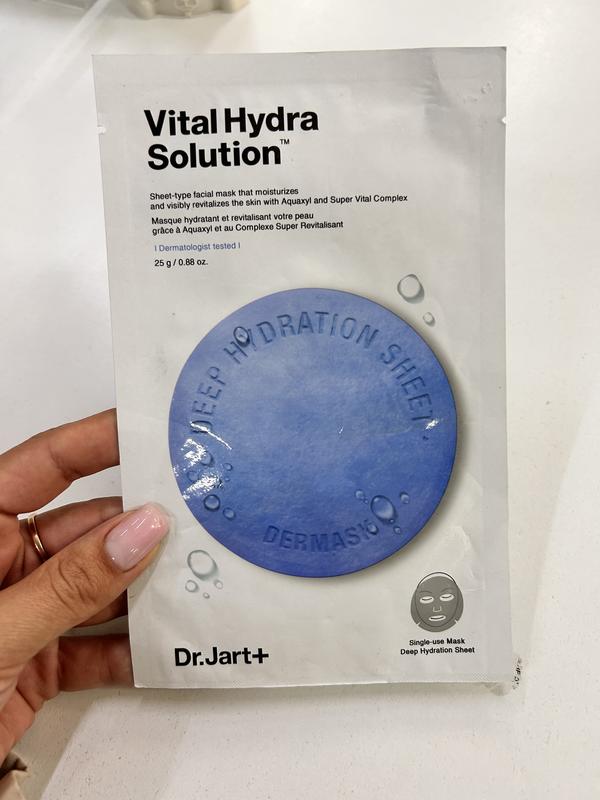 Vital Hydra
Solution™
Sheet-type facial mask that moisturizes
and visibly revitalizes the skin with Aquaxyl and Super Vital Complex
Masque hydratant et revitalisant votre peau
grâce à Aquaxyl et au Complexe Super Revitalisant
| Dermatologist tested |
25 g / 0.88 oz.
DEEP HYDRATION SHEET.
DERMASK
Single-use Mask
Deep Hydration Sheet
Dr.Jart+